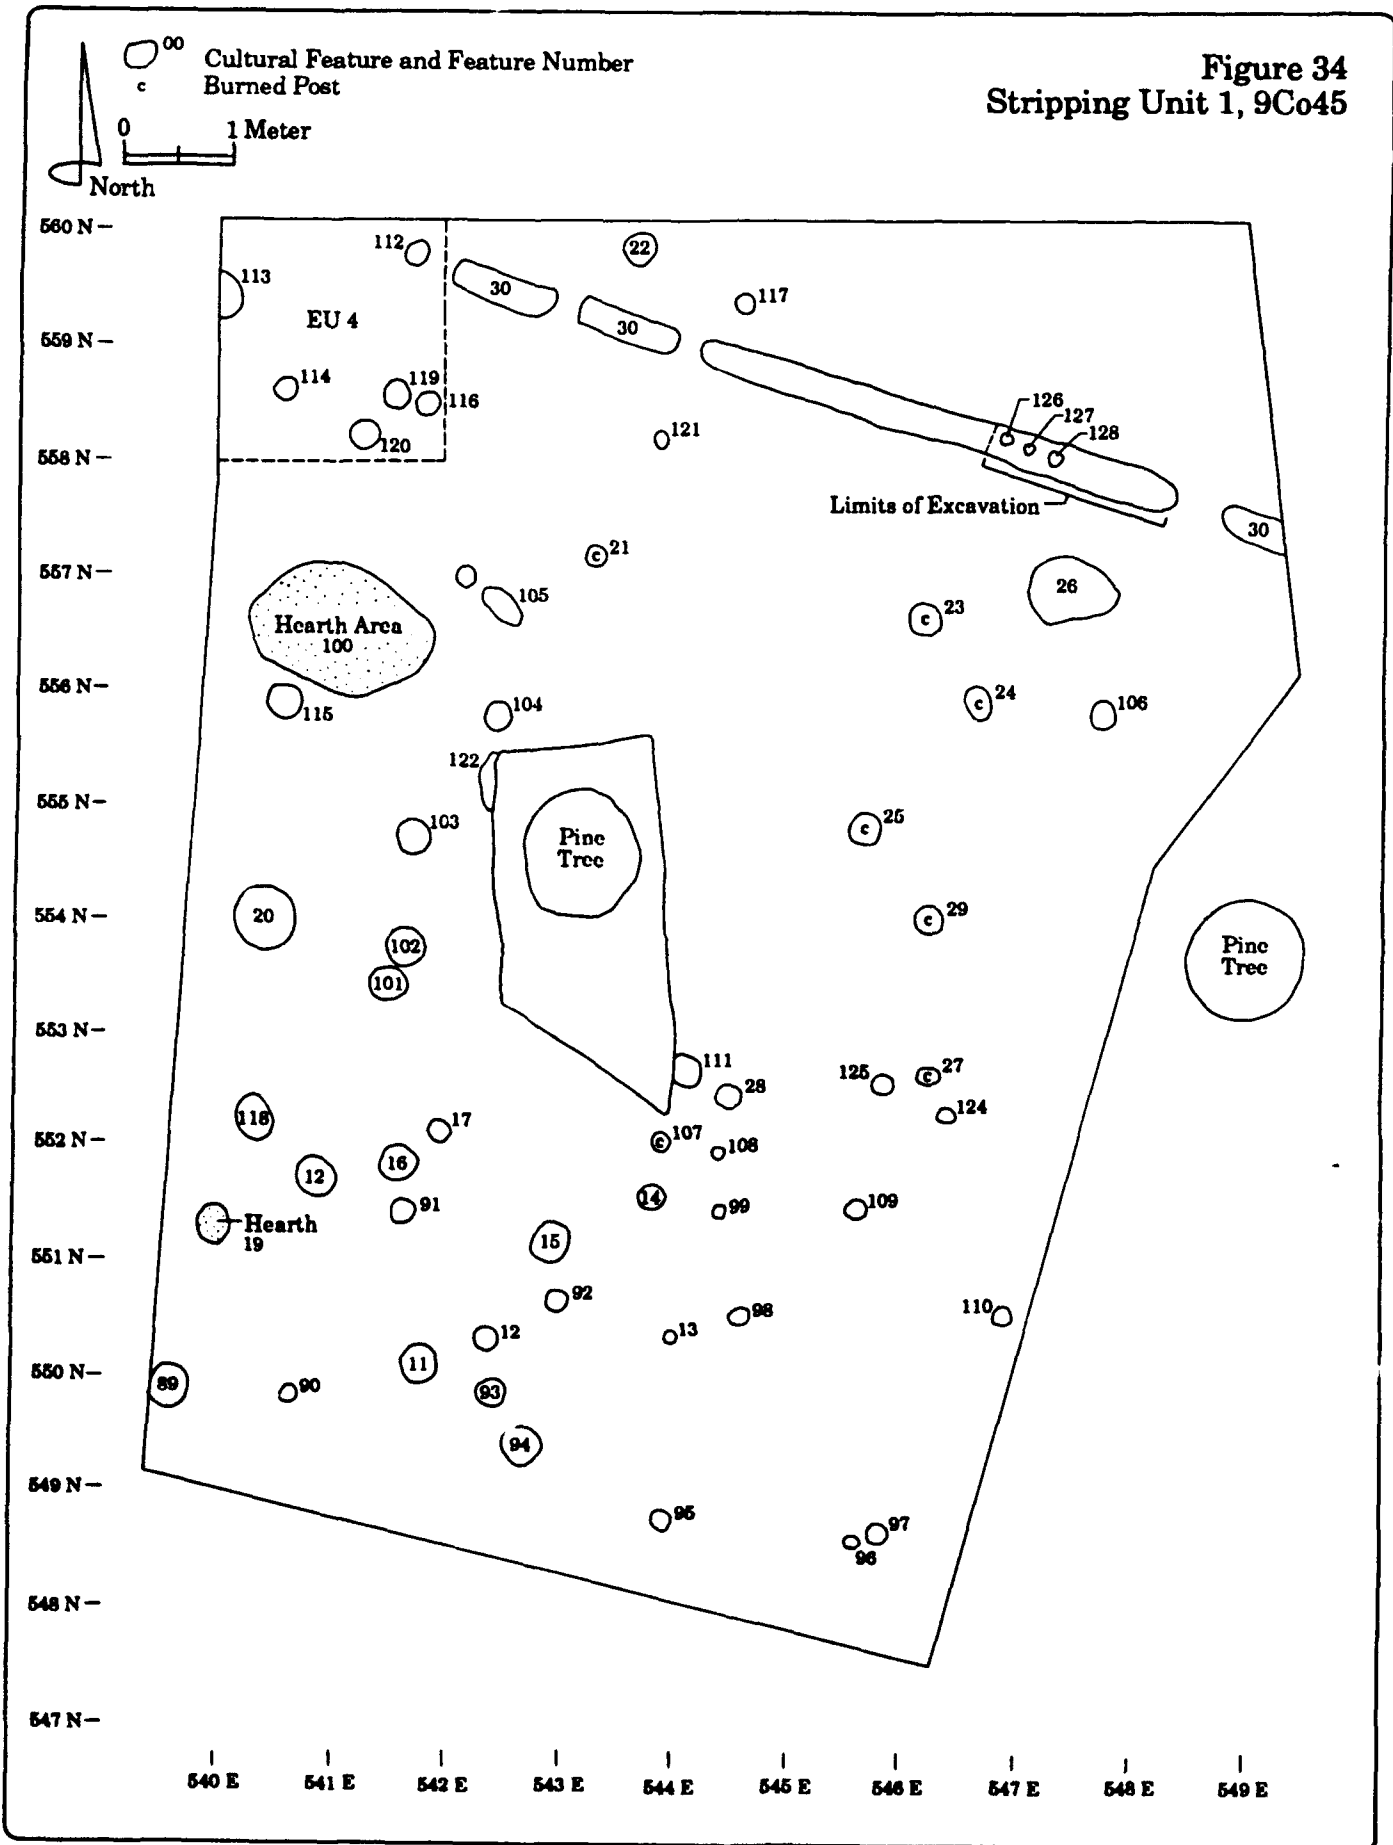 00
Cultural Feature and Feature Number
c
Burned Post
Figure 34
Stripping Unit 1, 9Co45
0
1 Meter
North
560 N
112
22
113
30
117
EU 4
30
559 N
114
119
116
126
127
128
120
121
558 N
Limits of Excavation
30
c
21
557 N
105
26
Hearth Area
100
c
23
556 N
115
104
c
24
106
122
555 N
103
Pine
Tree
c
25
554 N
20
102
c
29
Pine
Tree
101
553 N
111
28
125
c
27
124
118
17
552 N
c
107
108
12
16
91
14
99
109
Hearth
19
15
551 N
92
110
12
13
98
11
550 N
89
90
93
94
549 N
95
97
96
548 N
547 N
540 E
541 E
542 E
543 E
544 E
545 E
546 E
547 E
548 E
549 E